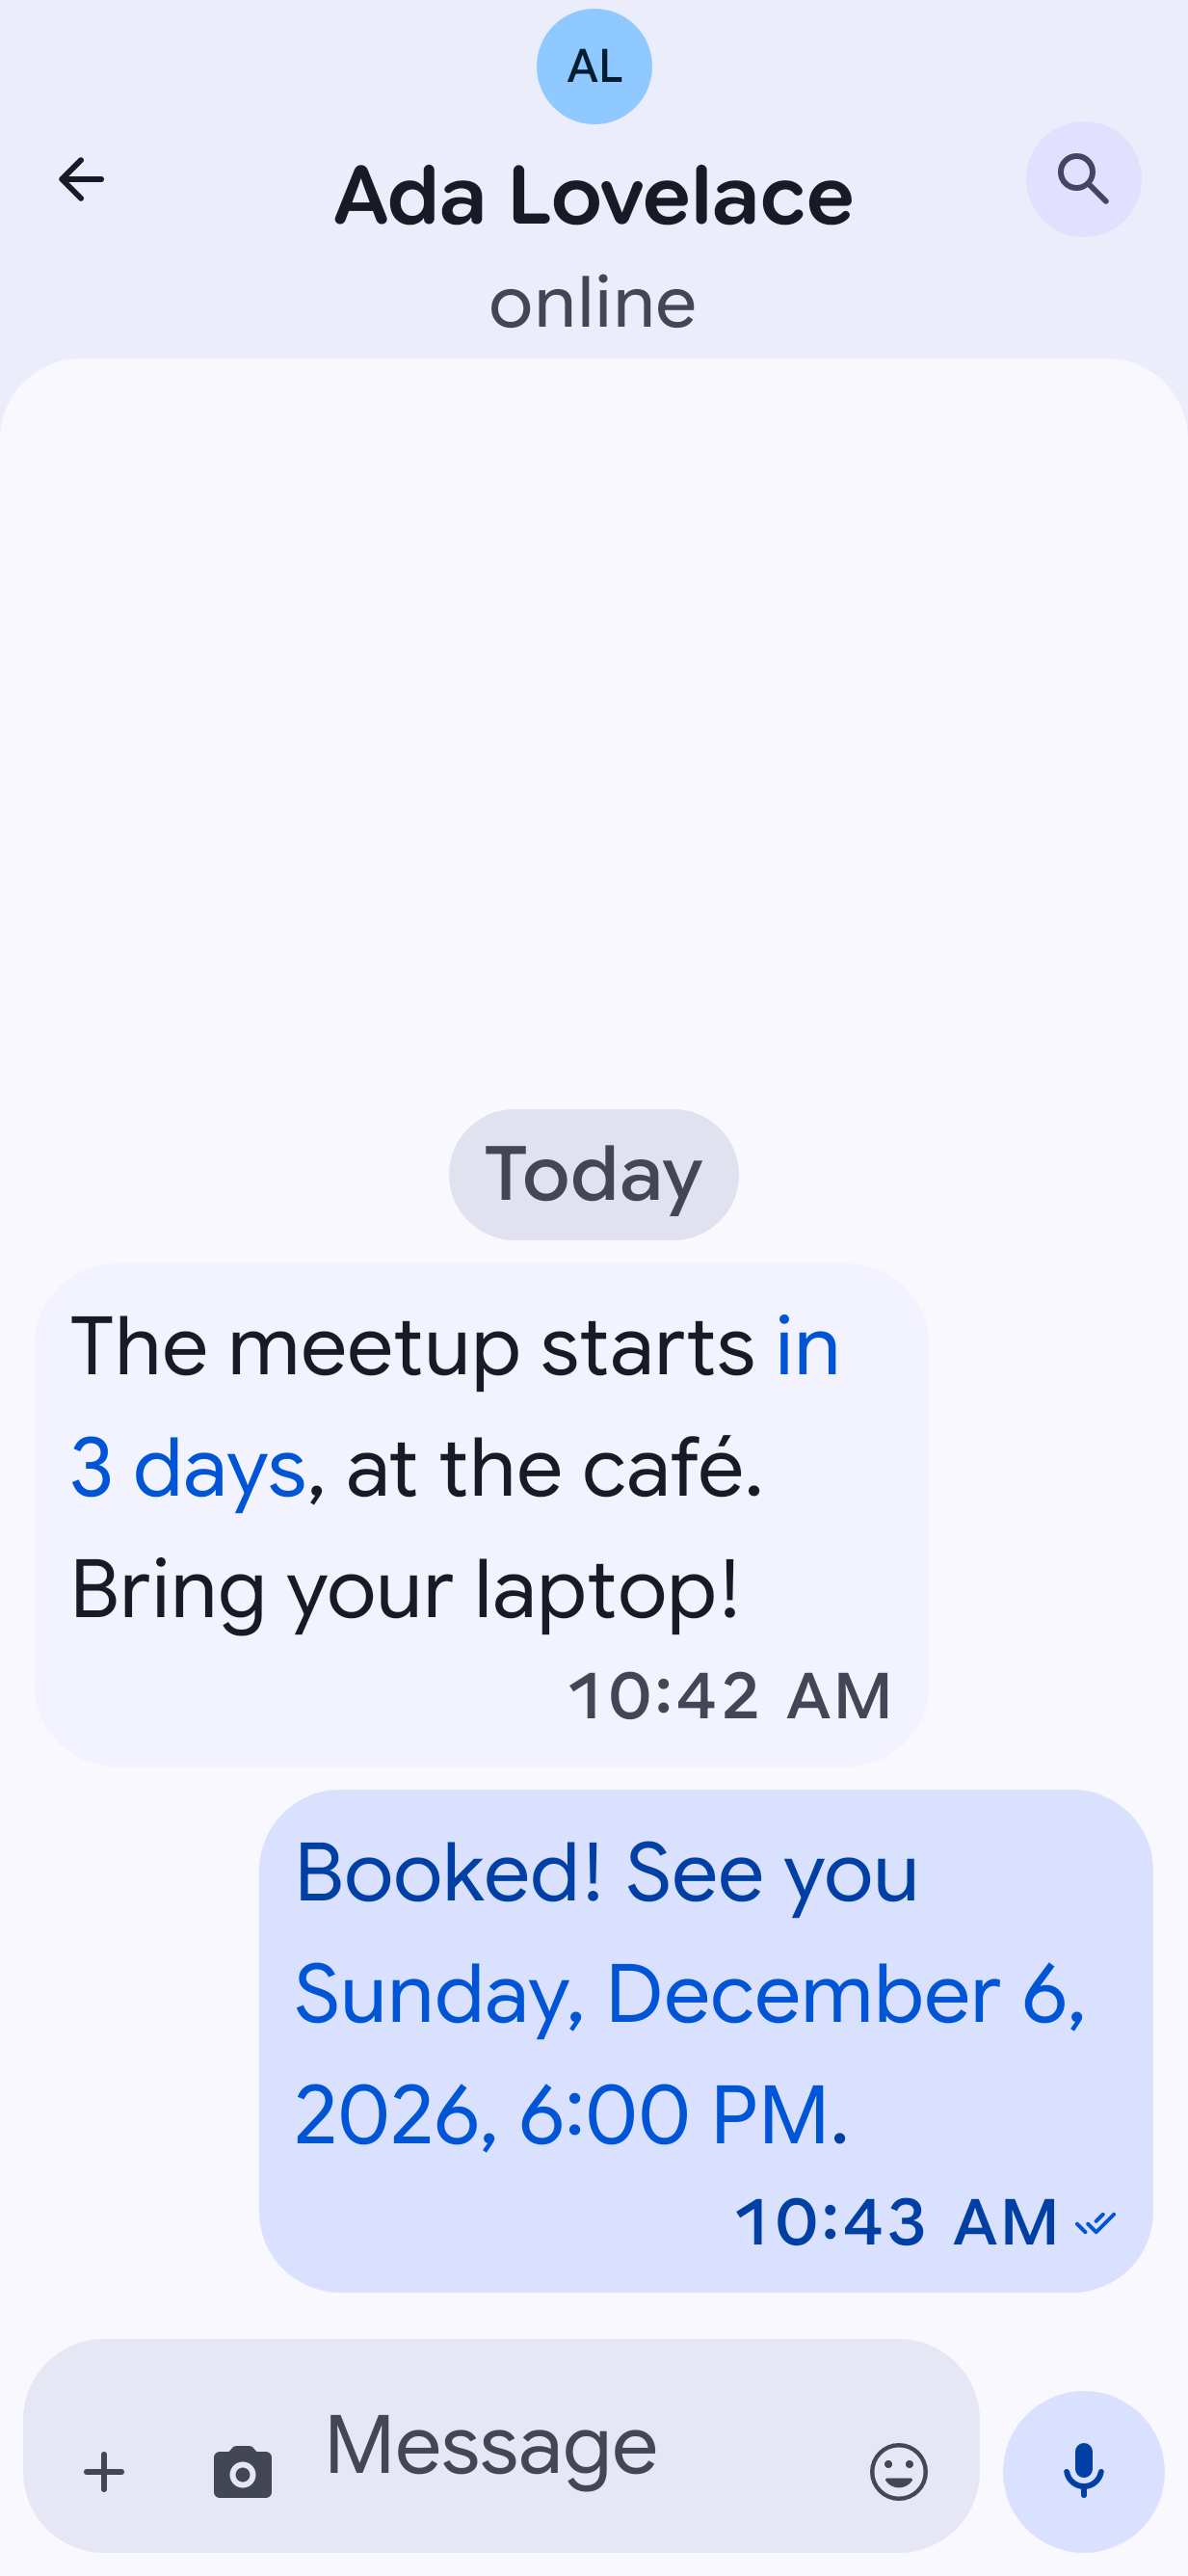 AL
Ada Lovelace
online
Today
The meetup starts in
3 days, at the café.
Bring your laptop!
10:42 AM
Booked! See you
Sunday, December 6,
2026, 6:00 PM.
10:43 AM
Message